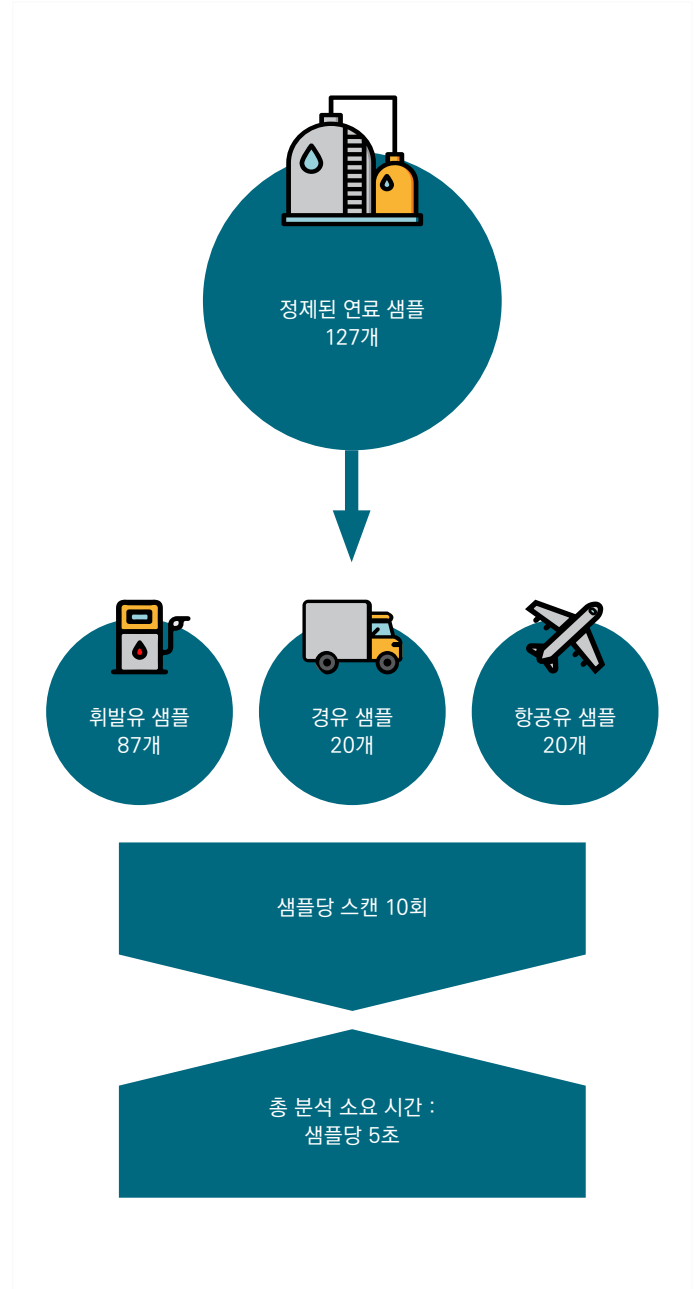 정제된 연료 샘플
127개
휘발유 샘플
87개
경유 샘플
20개
항공유 샘플
20개
샘플당 스캔 10회
총 분석 소요 시간 :
샘플당 5초